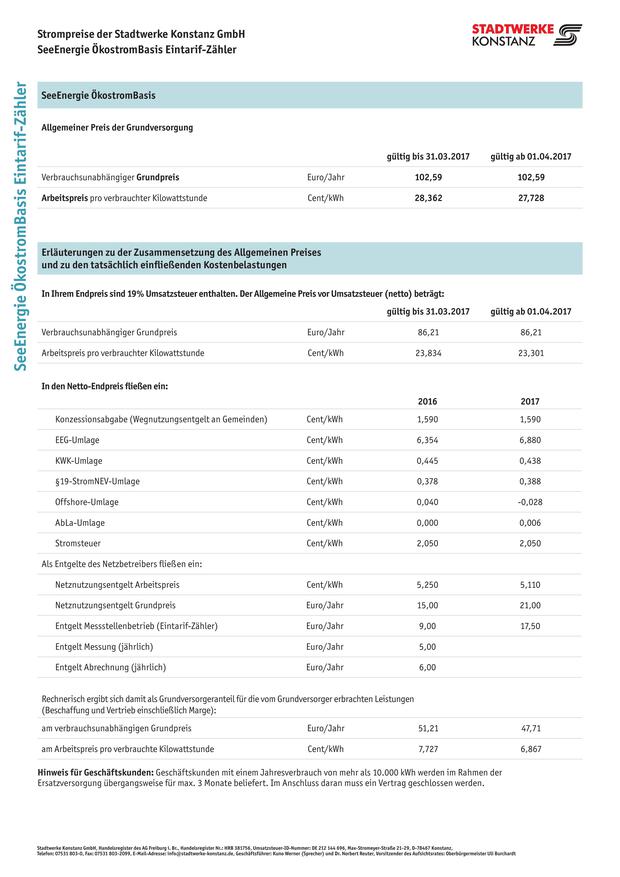 Strompreise der Stadtwerke Konstanz GmbH
SeeEnergie ÖkostromBasis Eintarif-Zähler
STADTWERKE
KONSTANZ
SeeEnergie ÖkostromBasis Eintarif-Zähler
SeeEnergie ÖkostromBasis
Allgemeiner Preis der Grundversorgung
gültig bis 31.03.2017 gültig ab 01.04.2017
Verbrauchsunabhängiger Grundpreis Euro/Jahr 102,59 102,59
Arbeitspreis pro verbrauchter Kilowattstunde Cent/kWh 28,362 27,728
Erläuterungen zu der Zusammensetzung des Allgemeinen Preises
und zu den tatsächlich einfließenden Kostenbelastungen
In Ihrem Endpreis sind 19% Umsatzsteuer enthalten. Der Allgemeine Preis vor Umsatzsteuer (netto) beträgt:
gültig bis 31.03.2017 gültig ab 01.04.2017
Verbrauchsunabhängiger Grundpreis Euro/Jahr 86,21 86,21
Arbeitspreis pro verbrauchter Kilowattstunde Cent/kWh 23,834 23,301
In den Netto-Endpreis fließen ein:
2016 2017
Konzessionsabgabe (Wegnutzungsentgelt an Gemeinden) Cent/kWh 1,590 1,590
EEG-Umlage Cent/kWh 6,354 6,880
KWK-Umlage Cent/kWh 0,445 0,438
§19-StromNEV-Umlage Cent/kWh 0,378 0,388
Offshore-Umlage Cent/kWh 0,040 -0,028
AbLa-Umlage Cent/kWh 0,000 0,006
Stromsteuer Cent/kWh 2,050 2,050
Als Entgelte des Netzbetreibers fließen ein:
Netznutzungsentgelt Arbeitspreis Cent/kWh 5,250 5,110
Netznutzungsentgelt Grundpreis Euro/Jahr 15,00 21,00
Entgelt Messstellenbetrieb (Eintarif-Zähler) Euro/Jahr 9,00 17,50
Entgelt Messung (jährlich) Euro/Jahr 5,00
Entgelt Abrechnung (jährlich) Euro/Jahr 6,00
Rechnerisch ergibt sich damit als Grundversorgeranteil für die vom Grundversorger erbrachten Leistungen
(Beschaffung und Vertrieb einschließlich Marge):
am verbrauchsunabhängigen Grundpreis Euro/Jahr 51,21 47,71
am Arbeitspreis pro verbrauchte Kilowattstunde Cent/kWh 7,727 6,867
Hinweis für Geschäftskunden: Geschäftskunden mit einem Jahresverbrauch von mehr als 10.000 kWh werden im Rahmen der
Ersatzversorgung übergangsweise für max. 3 Monate beliefert. Im Anschluss daran muss ein Vertrag geschlossen werden.
Stadtwerke Konstanz GmbH, Handelsregister des AG Freiburg i. Br., Handelsregister Nr.: HRB 381756, Umsatzsteuer-ID-Nummer: DE 212 144 696, Max-Stromeyer-Straße 21-29, D-78467 Konstanz,
Telefon: 07531 803-0, Fax: 07531 803-2099, E-Mail-Adresse: info@stadtwerke-konstanz.de, Geschäftsführer: Kuno Werner (Sprecher) und Dr. Norbert Reuter, Vorsitzender des Aufsichtsrates: Oberbürgermeister Uli Burchardt